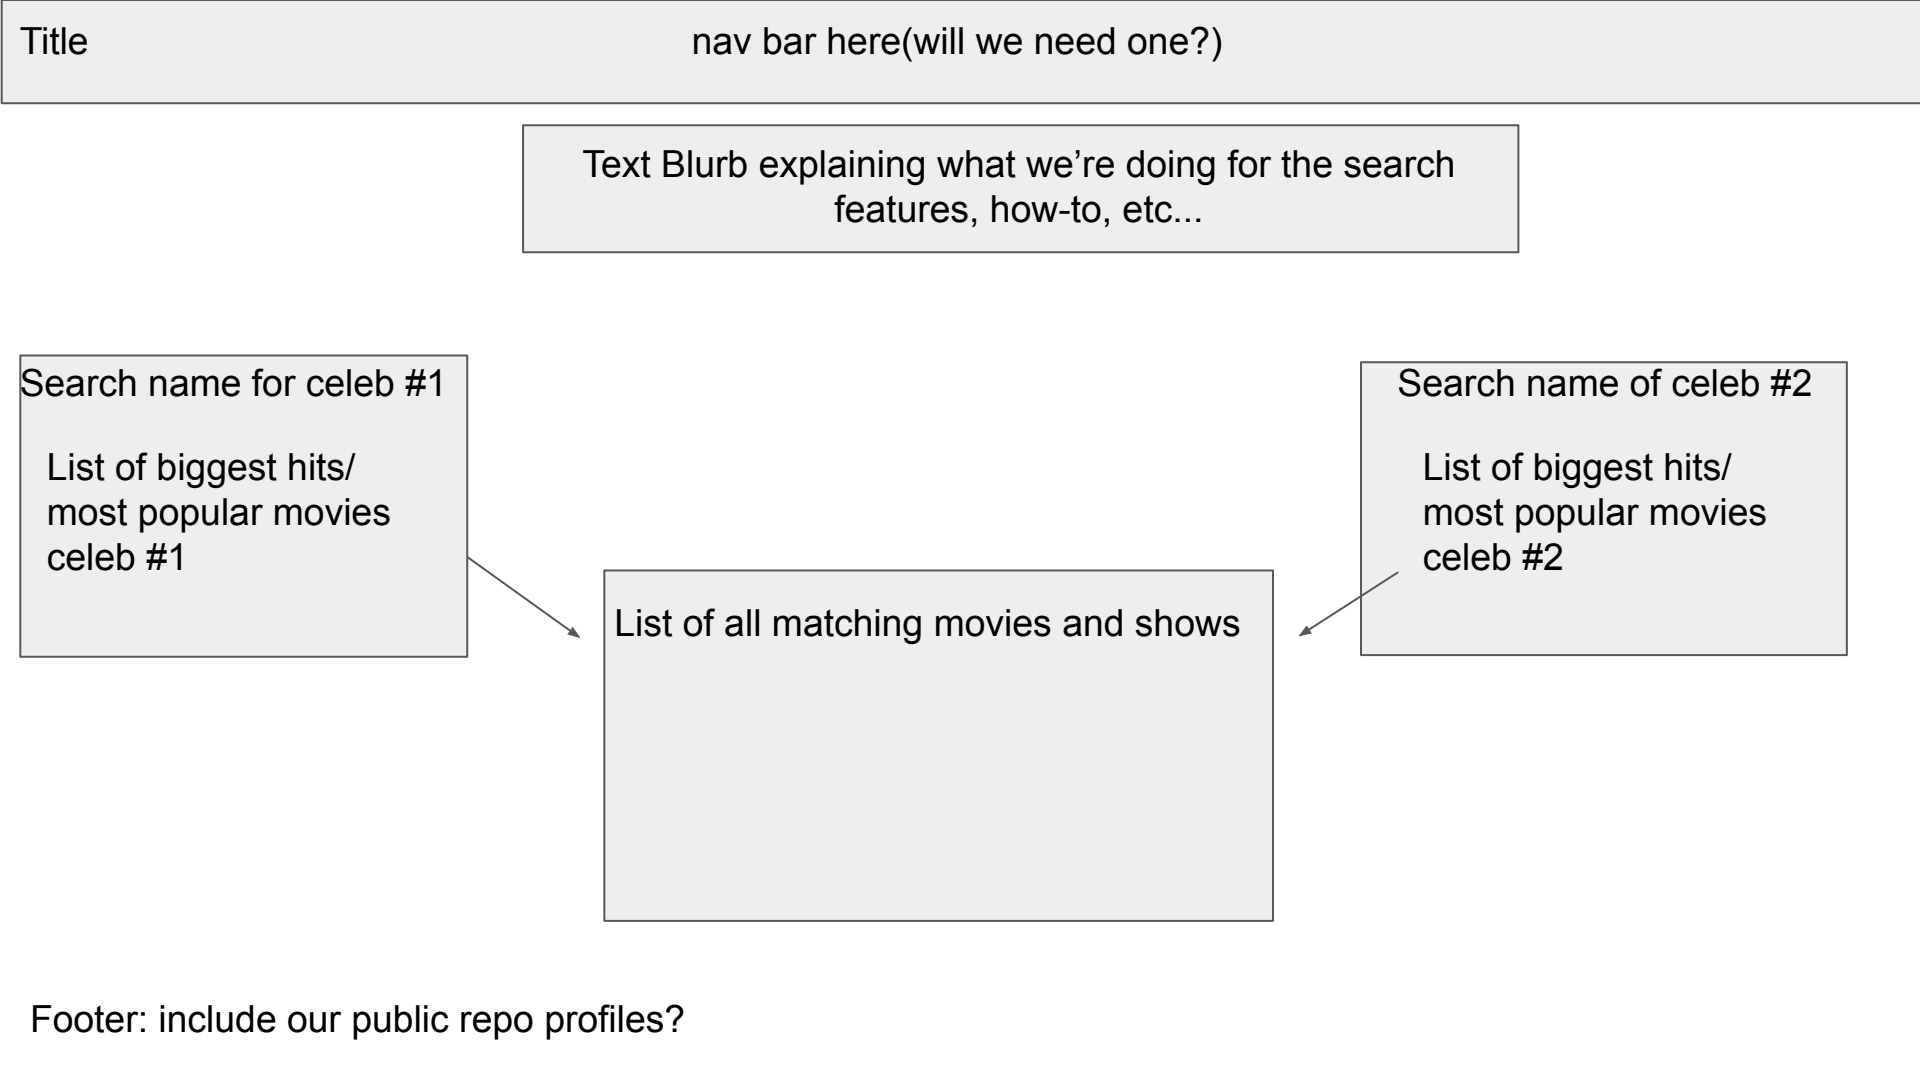 Title
nav bar here(will we need one?)
Text Blurb explaining what we’re doing for the search
features, how-to, etc...
Search name for celeb #1
List of biggest hits/
most popular movies
celeb #1
Search name of celeb #2
List of biggest hits/
most popular movies
celeb #2
List of all matching movies and shows
Footer: include our public repo profiles?